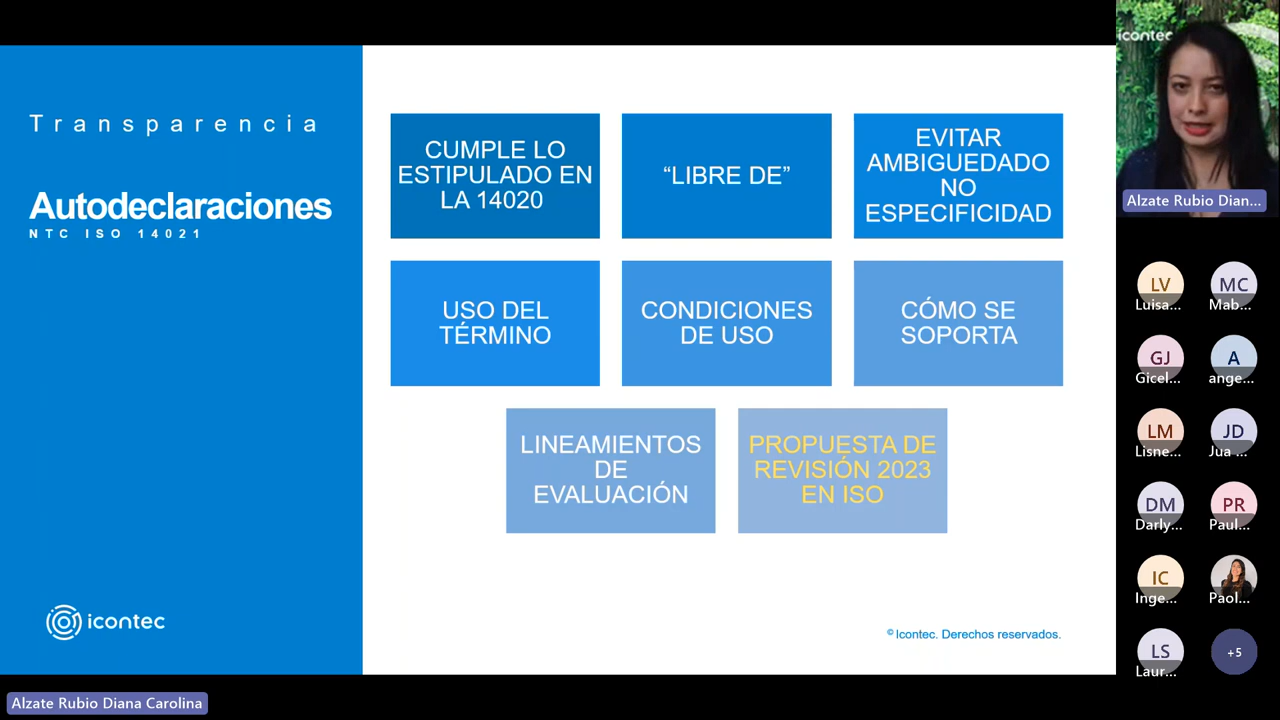 Transparencia
Autodeclaraciones
NTC ISO 14021
CUMPLE LO
ESTIPULADO EN
LA 14020
“LIBRE DE”
EVITAR
AMBIGUEDADO
NO
ESPECIFICIDAD
USO DEL
TÉRMINO
CONDICIONES
DE USO
CÓMO SE
SOPORTA
LINEAMIENTOS
DE
EVALUACIÓN
PROPUESTA DE
REVISIÓN 2023
EN ISO
icontec
© Icontec. Derechos reservados.
Alzate Rubio Diana Carolina
icontec
Alzate Rubio Dian...
LV
Luisa...
MC
Mab...
GJ
Gicel...
A
ange...
LM
Lisne...
JD
Jua ...
DM
Darly...
PR
Paul...
IC
Inge...
Paol...
LS
Laur...
+5